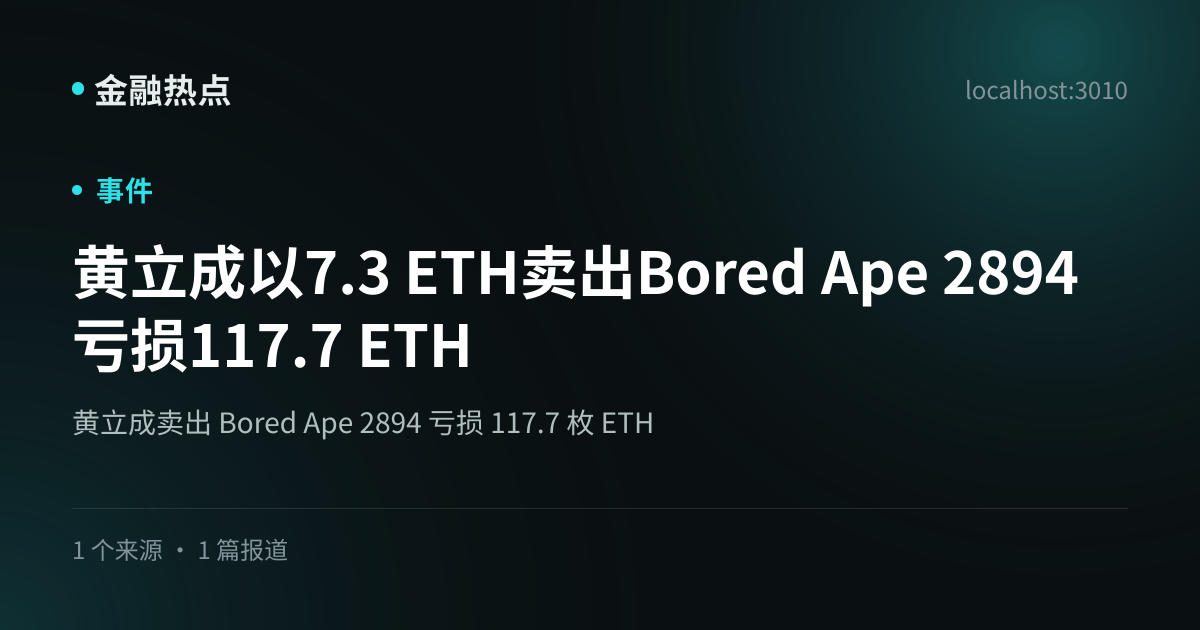 金融热点
localhost:3010
事件
黄立成以7.3 ETH卖出Bored Ape 2894
亏损117.7 ETH
黄立成卖出 Bored Ape 2894 亏损 117.7 枚 ETH
1 个来源 · 1 篇报道